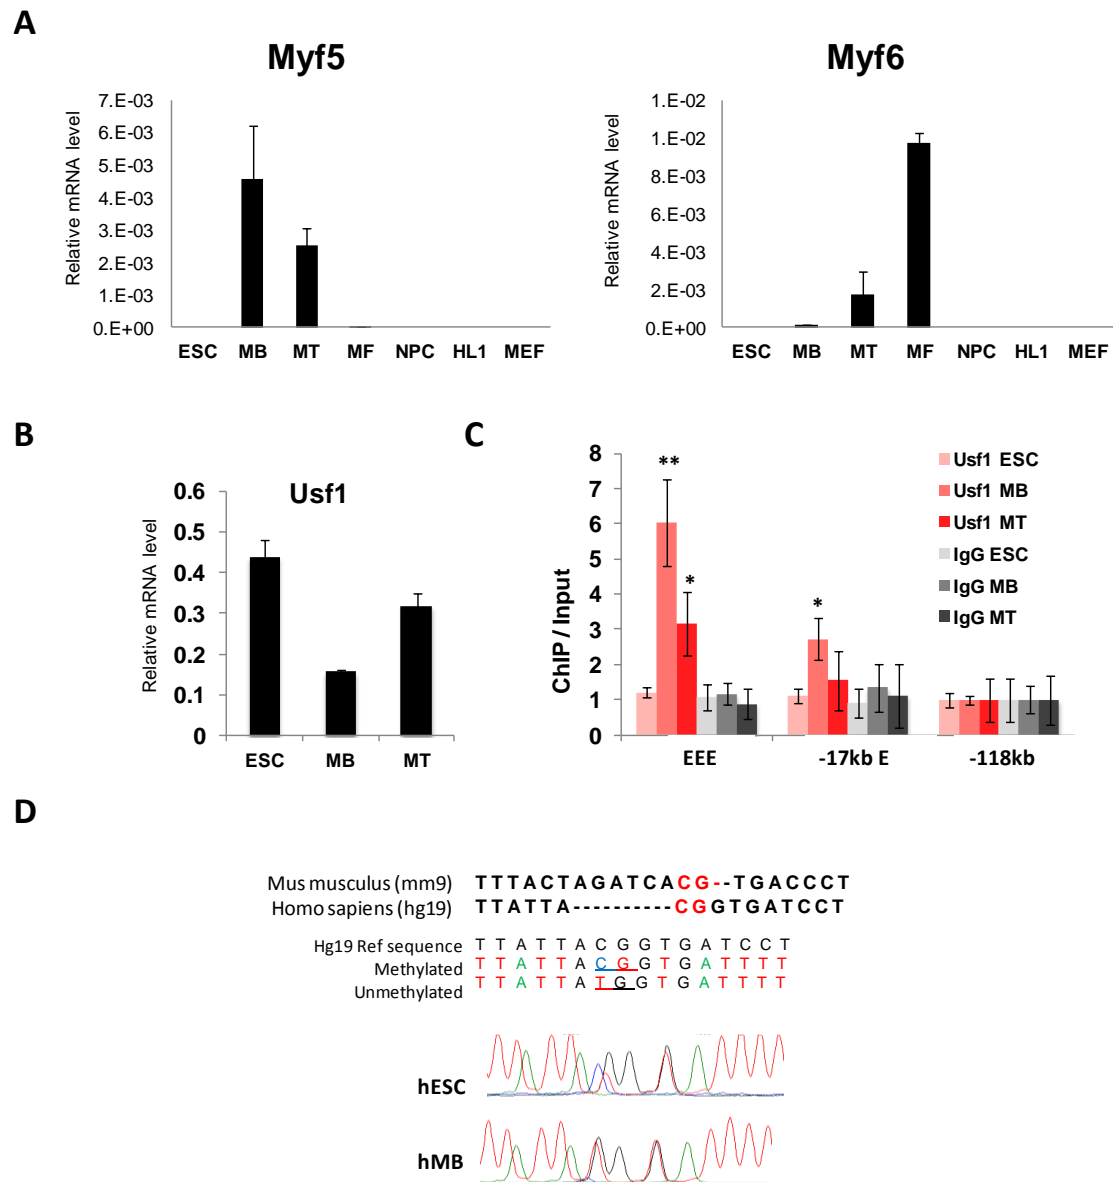 A
Myf5
Myf6
Relative mRNA level
7.E-03
6.E-03
5.E-03
4.E-03
3.E-03
2.E-03
1.E-03
0.E+00
ESC MB MT MF NPC HL1 MEF
Relative mRNA level
1.E-02
1.E-02
8.E-03
6.E-03
4.E-03
2.E-03
0.E+00
ESC MB MT MF NPC HL1 MEF
B
Usf1
Relative mRNA level
0.6
0.5
0.4
0.3
0.2
0.1
0
ESC MB MT
C
ChIP / Input
8
7
6
5
4
3
2
1
0
**
*
*
Usf1 ESC
Usf1 MB
Usf1 MT
IgG ESC
IgG MB
IgG MT
EEE -17kb E -118kb
D
Mus musculus (mm9) TTTACTAGATCACG--TGACCCT
Homo sapiens (hg19) TTATTA----------CGGTGATCCT
Hg19 Ref sequence T T A T T A C G G T G A T C C T
Methylated T T A T T A C G G T G A T T T T
Unmethylated T T A T T A T G G T G A T T T T
hESC
hMB